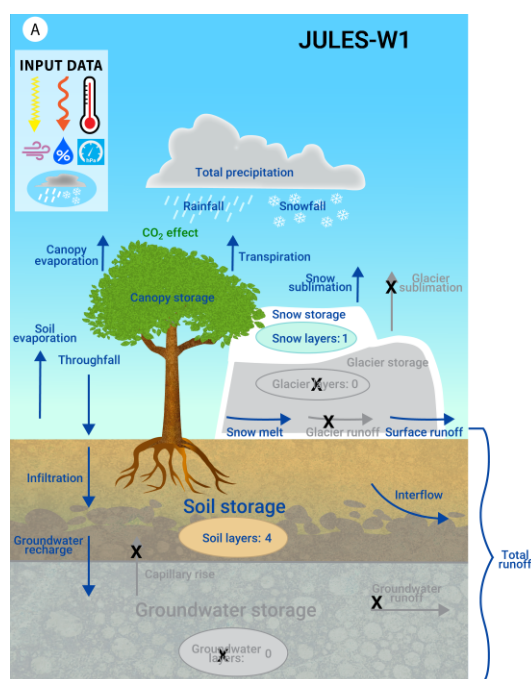 A
JULES-W1
INPUT DATA
%
hPa
Total precipitation
Rainfall
Snowfall
CO₂ effect
Canopy
evaporation
Transpiration
Canopy storage
Snow
sublimation
X
Glacier
sublimation
Snow storage
Snow layers: 1
Soil
evaporation
Throughfall
Glacier storage
Glacier layers: 0
X
Snow melt
X
Glacier runoff
Surface runoff
Infiltration
Interflow
Soil storage
Soil layers: 4
Groundwater
recharge
X
Capillary rise
Total
runoff
Groundwater
runoff
X
Groundwater storage
Groundwater
layers: 0
X